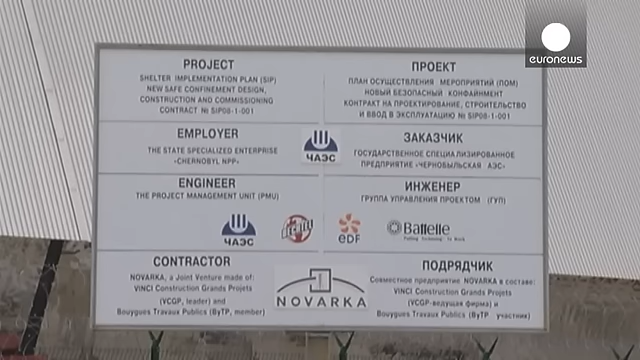 euronews
PROJECT
SHELTER IMPLEMENTATION PLAN (SIP)
NEW SAFE CONFINEMENT DESIGN,
CONSTRUCTION AND COMMISSIONING
CONTRACT № SIP08-1-001
ПРОЕКТ
ПЛАН ОСУЩЕСТВЛЕНИЯ МЕРОПРИЯТИЙ (ПОМ)
НОВЫЙ БЕЗОПАСНЫЙ КОНФАЙНМЕНТ
КОНТРАКТ НА ПРОЕКТИРОВАНИЕ, СТРОИТЕЛЬСТВО
И ВВОД В ЭКСПЛУАТАЦИЮ № SIP08-1-001
EMPLOYER
THE STATE SPECIALIZED ENTERPRISE
«CHERNOBYL NPP»
ЧАЭС
ЗАКАЗЧИК
ГОСУДАРСТВЕННОЕ СПЕЦИАЛИЗИРОВАННОЕ
ПРЕДПРИЯТИЕ «ЧЕРНОБЫЛЬСКАЯ АЭС»
ENGINEER
THE PROJECT MANAGEMENT UNIT (PMU)
ЧАЭС
ИНЖЕНЕР
ГРУППА УПРАВЛЕНИЯ ПРОЕКТОМ (ГУП)
eDF
Battelle
CONTRACTOR
NOVARKA, a Joint Venture made of:
VINCI Construction Grands Projets
(VCGP, leader) and
Bouygues Travaux Publics (ByTP, member)
NOVARKA
ПОДРЯДЧИК
Совместное предприятие NOVARKA в составе:
VINCI Construction Grands Projets
(VCGP-ведущая фирма) и
Bouygues Travaux Publics (ByTP участник)